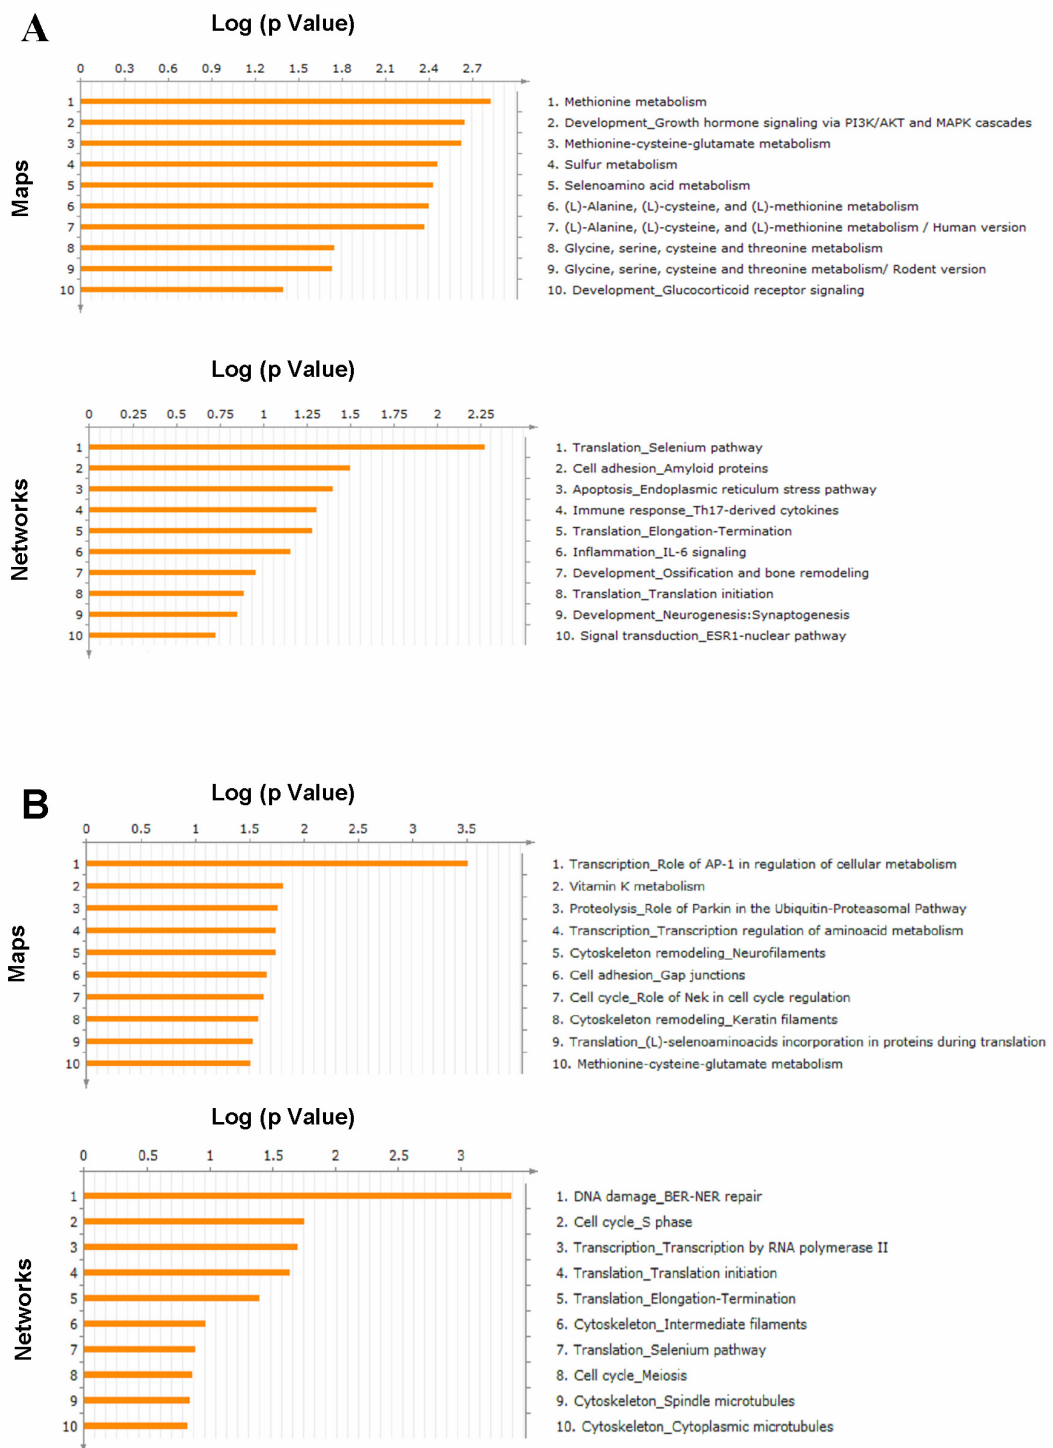 A
Log (p Value)
0 0.3 0.6 0.9 1.2 1.5 1.8 2.1 2.4 2.7
Maps
1
2
3
4
5
6
7
8
9
10
1. Methionine metabolism
2. Development_Growth hormone signaling via PI3K/AKT and MAPK cascades
3. Methionine-cysteine-glutamate metabolism
4. Sulfur metabolism
5. Selenoamino acid metabolism
6. (L)-Alanine, (L)-cysteine, and (L)-methionine metabolism
7. (L)-Alanine, (L)-cysteine, and (L)-methionine metabolism / Human version
8. Glycine, serine, cysteine and threonine metabolism
9. Glycine, serine, cysteine and threonine metabolism/ Rodent version
10. Development_Glucocorticoid receptor signaling
Log (p Value)
0 0.25 0.5 0.75 1 1.25 1.5 1.75 2 2.25
Networks
1
2
3
4
5
6
7
8
9
10
1. Translation_Selenium pathway
2. Cell adhesion_Amyloid proteins
3. Apoptosis_Endoplasmic reticulum stress pathway
4. Immune response_Th17-derived cytokines
5. Translation_Elongation-Termination
6. Inflammation_IL-6 signaling
7. Development_Ossification and bone remodeling
8. Translation_Translation initiation
9. Development_Neurogenesis:Synaptogenesis
10. Signal transduction_ESR1-nuclear pathway
B
Log (p Value)
0 0.5 1 1.5 2 2.5 3 3.5
Maps
1
2
3
4
5
6
7
8
9
10
1. Transcription_Role of AP-1 in regulation of cellular metabolism
2. Vitamin K metabolism
3. Proteolysis_Role of Parkin in the Ubiquitin-Proteasomal Pathway
4. Transcription_Transcription regulation of aminoacid metabolism
5. Cytoskeleton remodeling_Neurofilaments
6. Cell adhesion_Gap junctions
7. Cell cycle_Role of Nek in cell cycle regulation
8. Cytoskeleton remodeling_Keratin filaments
9. Translation_(L)-selenoaminoacids incorporation in proteins during translation
10. Methionine-cysteine-glutamate metabolism
Log (p Value)
0 0.5 1 1.5 2 2.5 3
Networks
1
2
3
4
5
6
7
8
9
10
1. DNA damage_BER-NER repair
2. Cell cycle_S phase
3. Transcription_Transcription by RNA polymerase II
4. Translation_Translation initiation
5. Translation_Elongation-Termination
6. Cytoskeleton_Intermediate filaments
7. Translation_Selenium pathway
8. Cell cycle_Meiosis
9. Cytoskeleton_Spindle microtubules
10. Cytoskeleton_Cytoplasmic microtubules